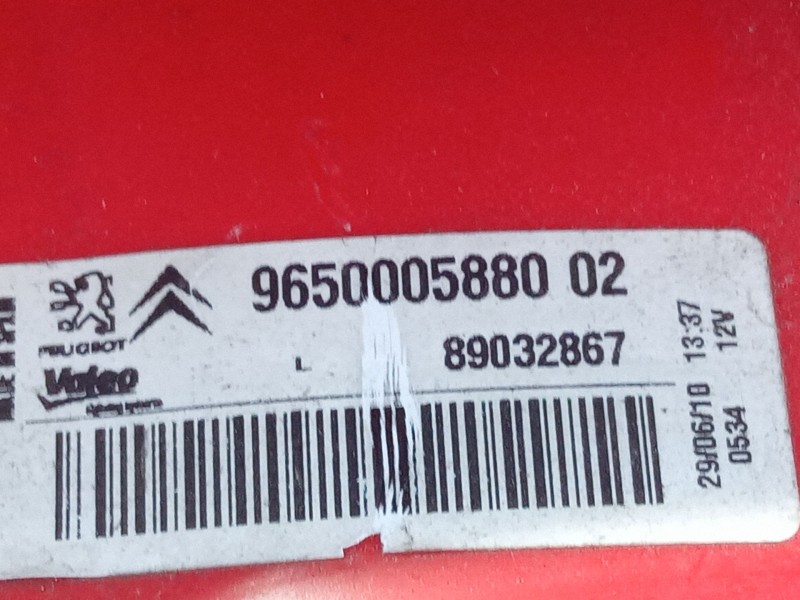 9650005880 02
PEUGEOT
L 89032867
Valeo
29/06/10 13:37
0534 12V